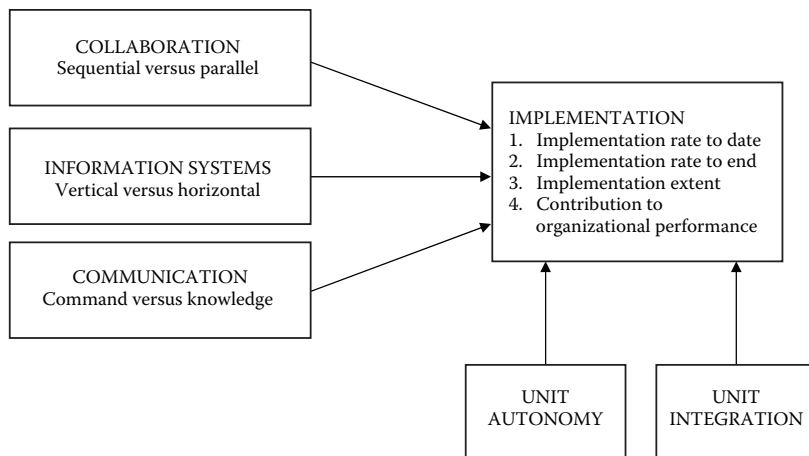 COLLABORATION
Sequential versus parallel
INFORMATION SYSTEMS
Vertical versus horizontal
COMMUNICATION
Command versus knowledge
IMPLEMENTATION
1. Implementation rate to date
2. Implementation rate to end
3. Implementation extent
4. Contribution to
organizational performance
UNIT
AUTONOMY
UNIT
INTEGRATION